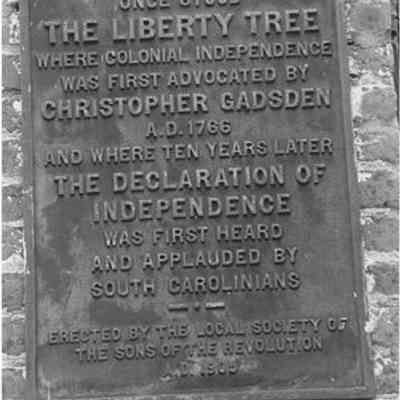 ONCE STOOD
THE LIBERTY TREE
WHERE COLONIAL INDEPENDENCE
WAS FIRST ADVOCATED BY
CHRISTOPHER GADSDEN
A.D. 1766
AND WHERE TEN YEARS LATER
THE DECLARATION OF
INDEPENDENCE
WAS FIRST HEARD
AND APPLAUDED BY
SOUTH CAROLINIANS
ERECTED BY THE LOCAL SOCIETY OF
THE SONS OF THE REVOLUTION
A.D. 1905